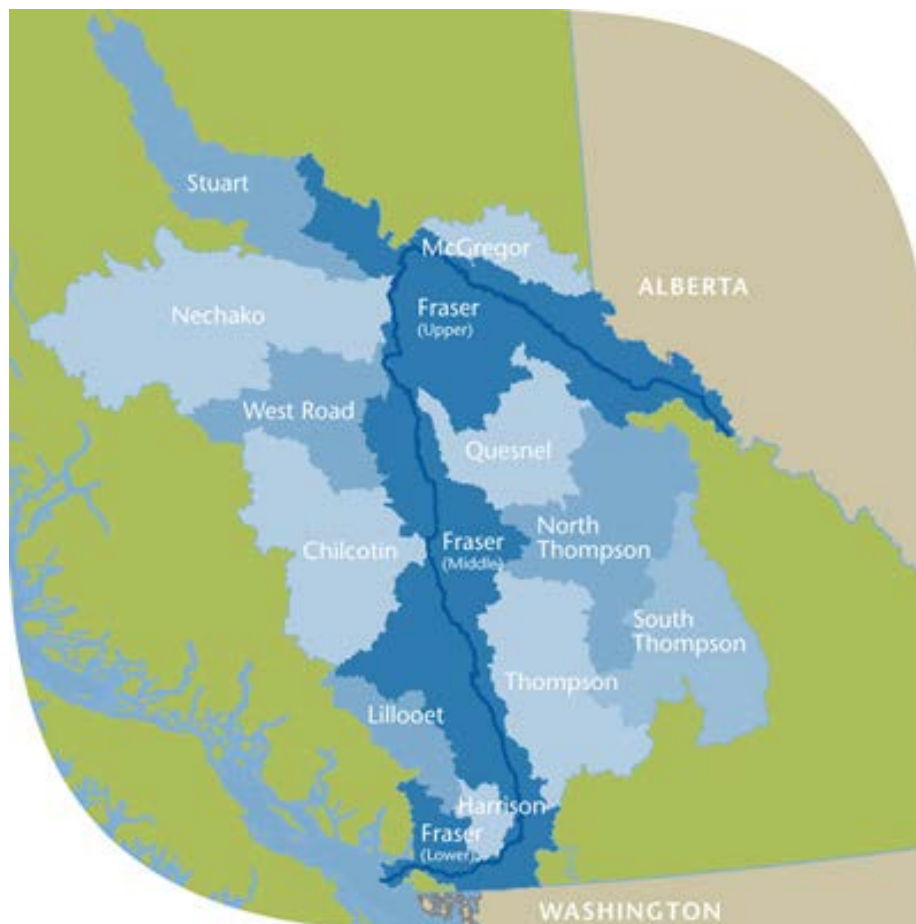 Stuart
McGregor
ALBERTA
Nechako
Fraser
(Upper)
West Road
Quesnel
Chilcotin
Fraser
(Middle)
North
Thompson
South
Thompson
Thompson
Lillooet
Harrison
Fraser
(Lower)
WASHINGTON